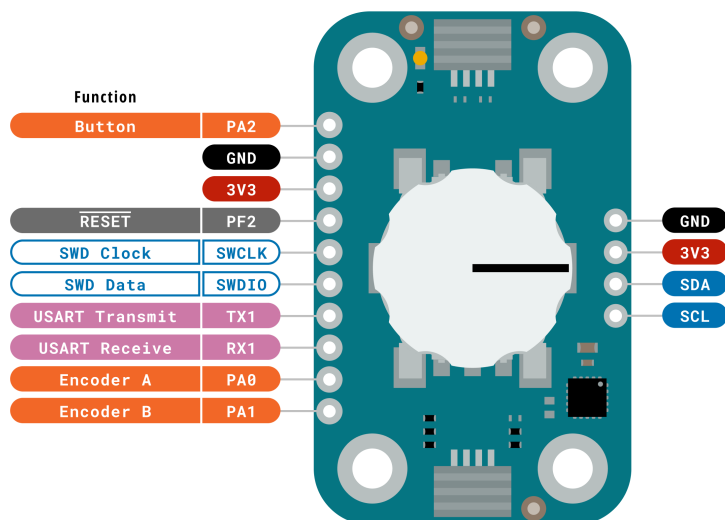 Function
Button PA2
GND
3V3
RESET PF2
SWD Clock SWCLK
SWD Data SWDIO
USART Transmit TX1
USART Receive RX1
Encoder A PA0
Encoder B PA1
GND
3V3
SDA
SCL